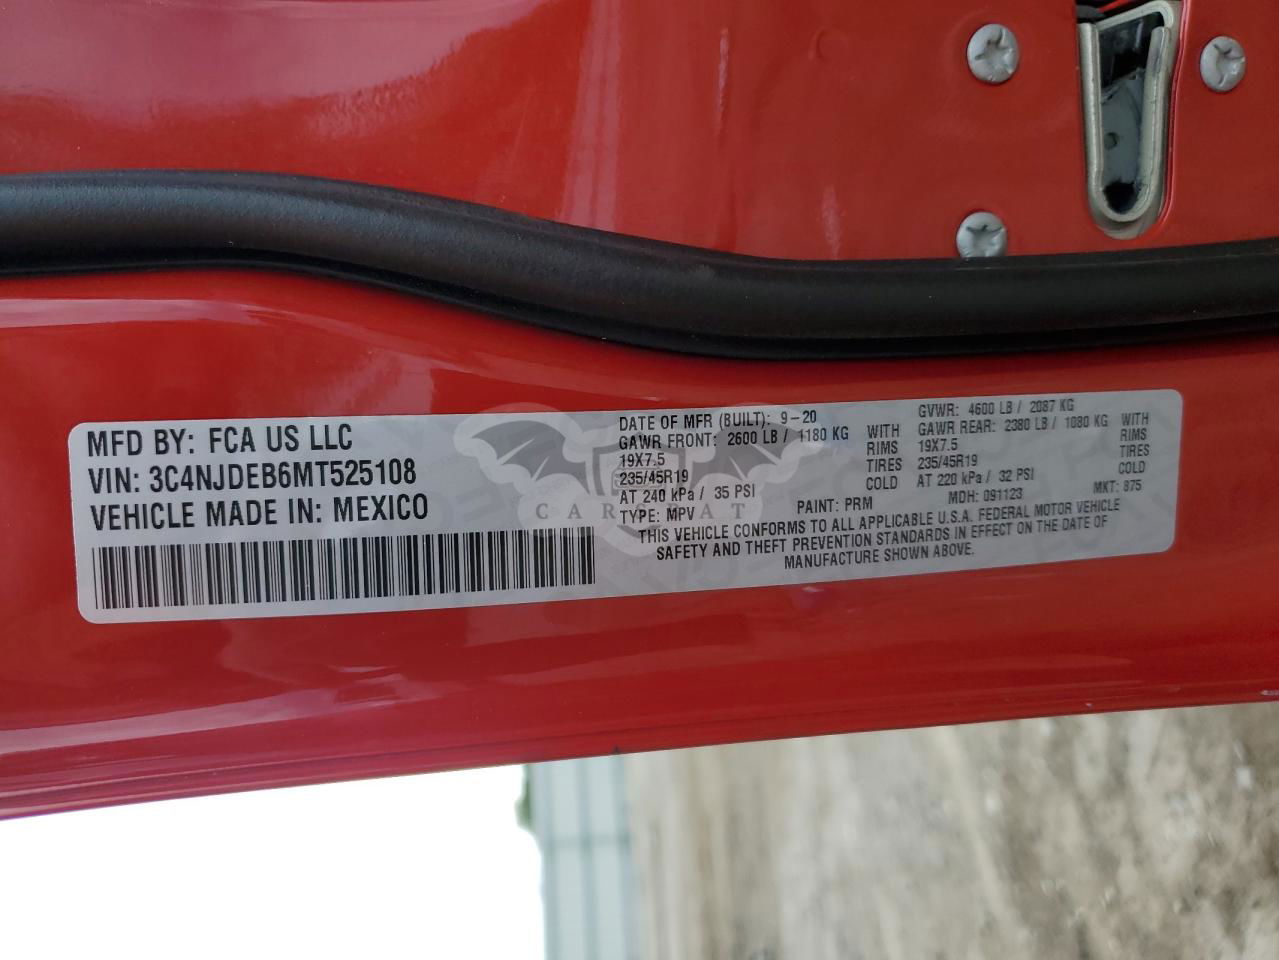 MFD BY: FCA US LLC
VIN: 3C4NJDEB6MT525108
VEHICLE MADE IN: MEXICO
DATE OF MFR (BUILT): 9-20
GAWR FRONT: 2600 LB / 1180 KG WITH
19X7.5 RIMS
235/45R19 TIRES
AT 240 kPa / 35 PSI COLD
TYPE: MPV PAINT: PRM
GVWR: 4600 LB / 2087 KG
GAWR REAR: 2380 LB / 1080 KG WITH
19X7.5 RIMS
235/45R19 TIRES
AT 220 kPa / 32 PSI COLD
MDH: 091123 MKT: 875
THIS VEHICLE CONFORMS TO ALL APPLICABLE U.S.A. FEDERAL MOTOR VEHICLE
SAFETY AND THEFT PREVENTION STANDARDS IN EFFECT ON THE DATE OF
MANUFACTURE SHOWN ABOVE.